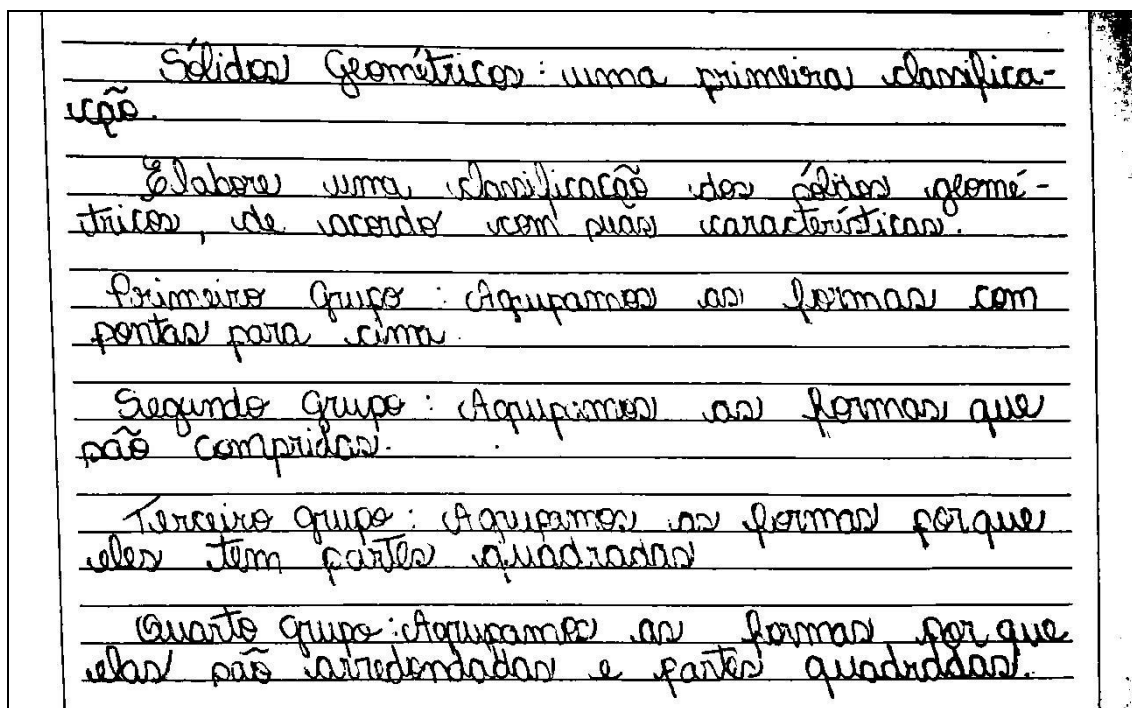 Sólidos Geométricos: uma primeira classifica-
ção.
Elabore uma classificação dos sólidos geomé-
tricos, de acordo com suas características.
Primeiro Grupo: Agrupamos as formas com
pontas para cima.
Segundo Grupo: Agrupamos as formas que
são compridas.
Terceiro grupo: Agrupamos as formas porque
eles tem partes quadradas
Quarto grupo: Agrupamos as formas por que
elas são arredondadas e partes quadradas.